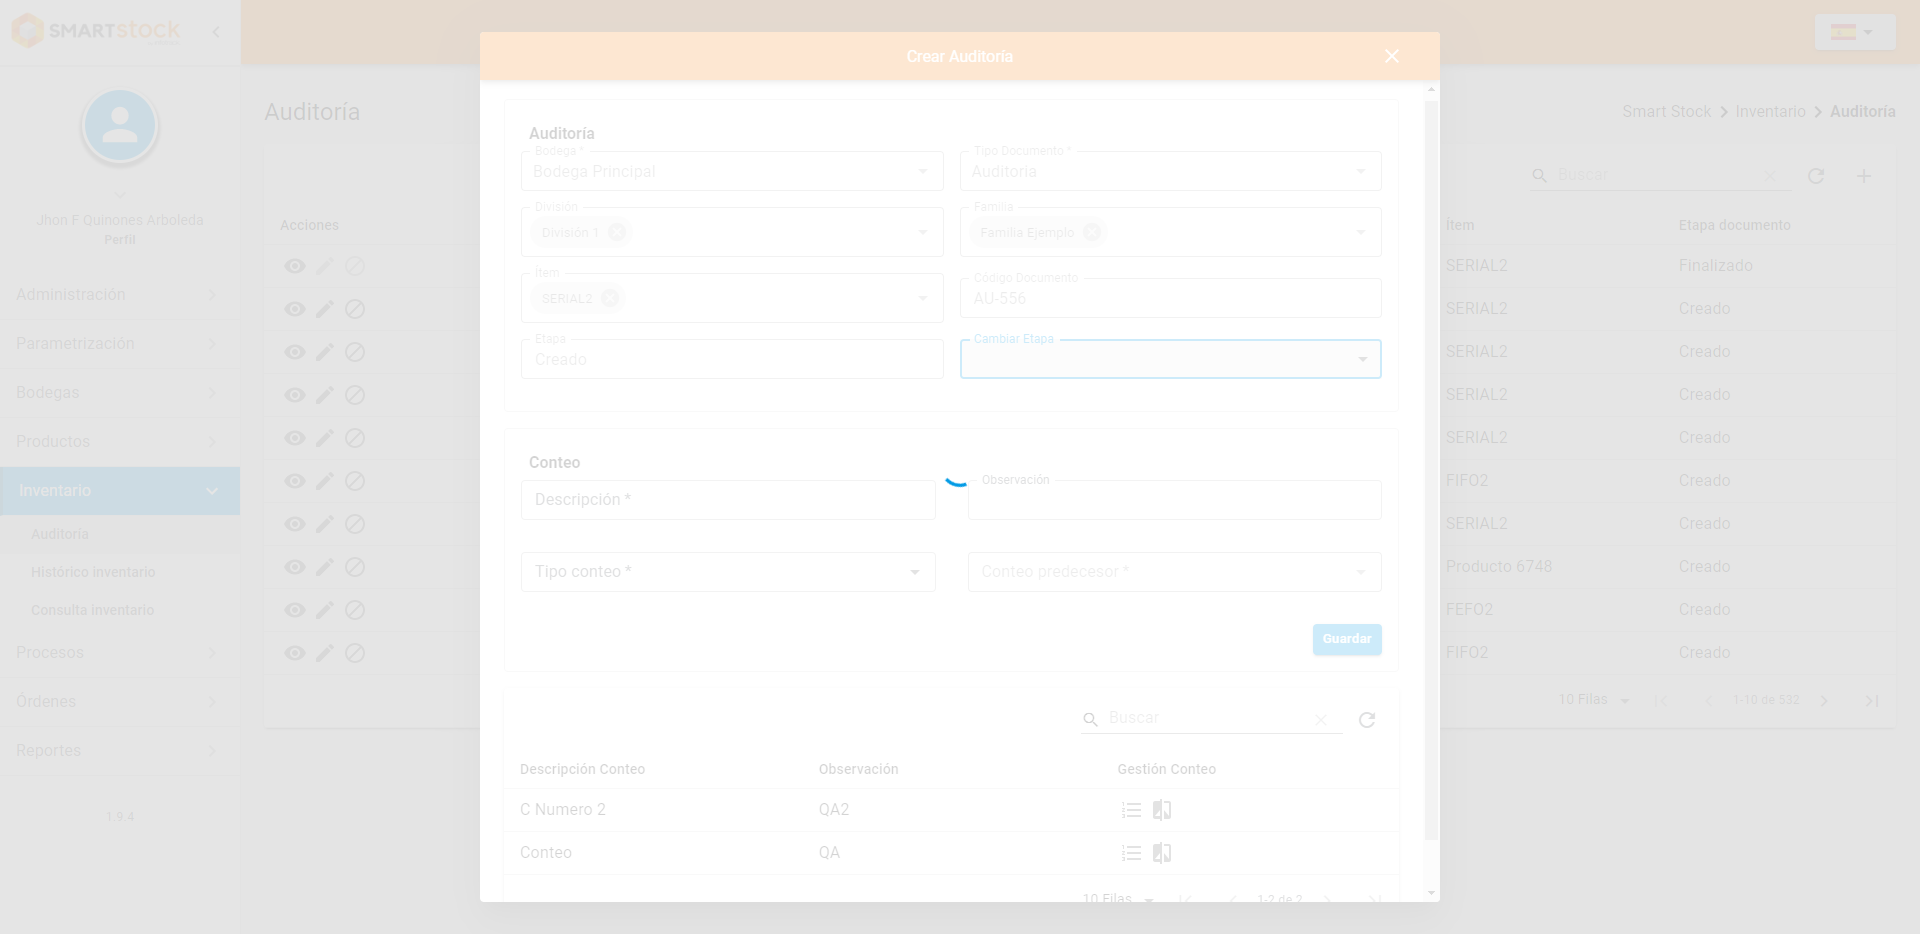 SMARTstock
Crear Auditoría
Auditoría
Smart Stock > Inventario > Auditoría
Jhon F Quinones Arboleda
Perfil
Administración
Parametrización
Bodegas
Productos
Inventario
Auditoría
Histórico inventario
Consulta inventario
Procesos
Órdenes
Reportes
1.9.4
Buscar
Acciones
Ítem Etapa documento
SERIAL2 Finalizado
SERIAL2 Creado
SERIAL2 Creado
SERIAL2 Creado
SERIAL2 Creado
FIFO2 Creado
SERIAL2 Creado
Producto 6748 Creado
FEFO2 Creado
FIFO2 Creado
10 Filas 1-10 de 532
Auditoría
Bodega * Tipo Documento *
Bodega Principal Auditoria
División Familia
División 1 Familia Ejemplo
Ítem Código Documento
SERIAL2 AU-556
Etapa Cambiar Etapa
Creado
Conteo
Observación
Descripción *
Tipo conteo * Conteo predecesor *
Guardar
Buscar
Descripción Conteo Observación Gestión Conteo
C Numero 2 QA2
Conteo QA
10 Filas 1-2 de 2